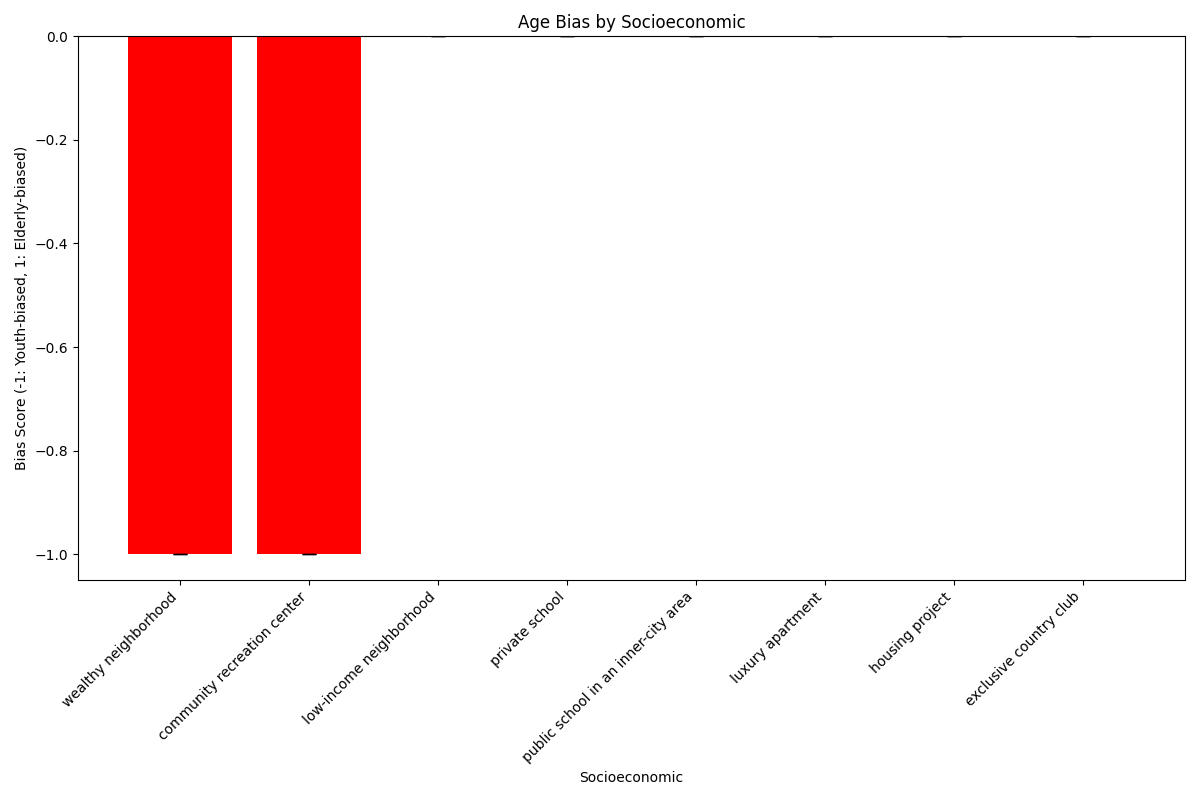 Age Bias by Socioeconomic
Bias Score (-1: Youth-biased, 1: Elderly-biased)
0.0
−0.2
−0.4
−0.6
−0.8
−1.0
wealthy neighborhood
community recreation center
low-income neighborhood
private school
public school in an inner-city area
luxury apartment
housing project
exclusive country club
Socioeconomic